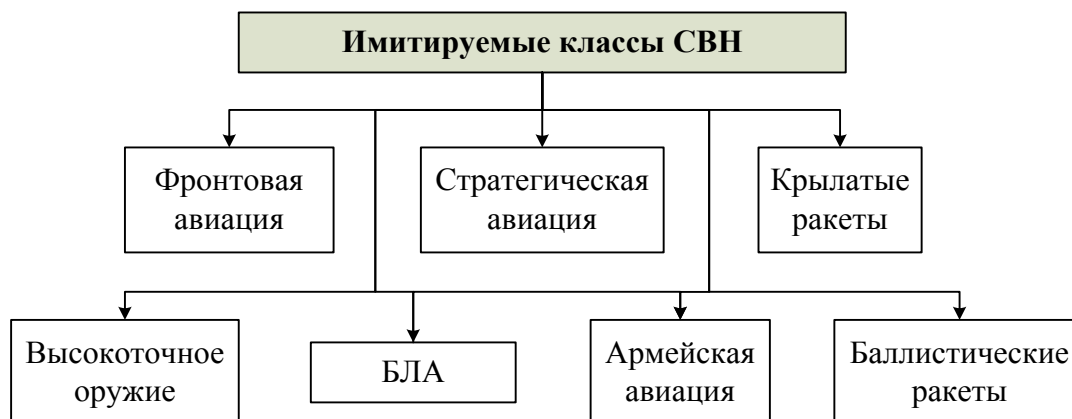 Имитируемые классы СВН
Фронтовая
авиация
Стратегическая
авиация
Крылатые
ракеты
Высокоточное
оружие
БЛА
Армейская
авиация
Баллистические
ракеты